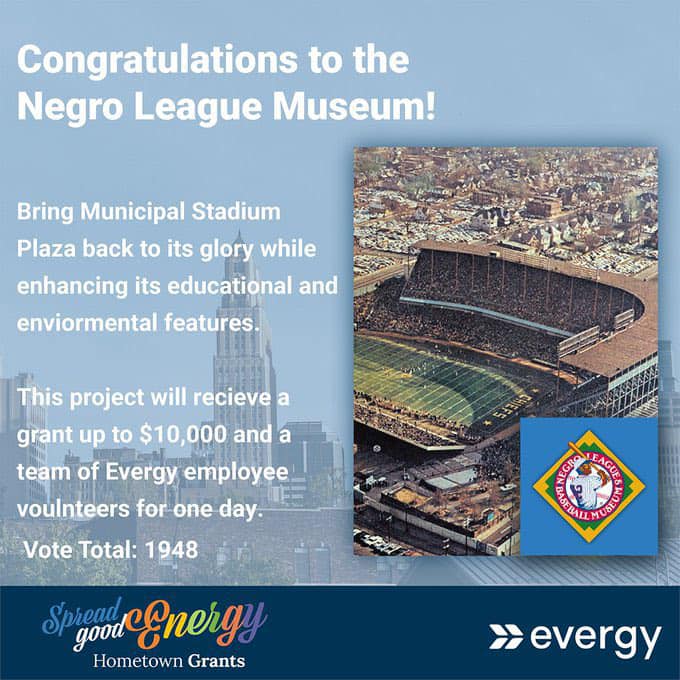 Congratulations to the
Negro League Museum!
Bring Municipal Stadium
Plaza back to its glory while
enhancing its educational and
enviormental features.
This project will recieve a
grant up to $10,000 and a
team of Evergy employee
voulnteers for one day.
Vote Total: 1948
CHIEFS
NEGRO LEAGUES
BASEBALL MUSEUM
Spread
good Energy
Hometown Grants
evergy